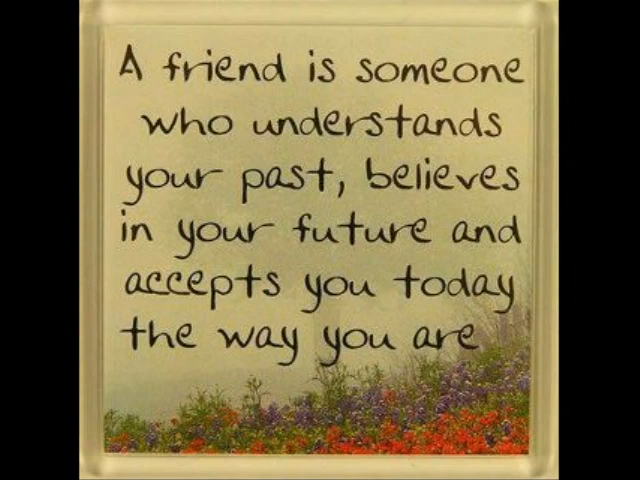 A friend is someone
who understands
your past, believes
in your future and
accepts you today
the way you are